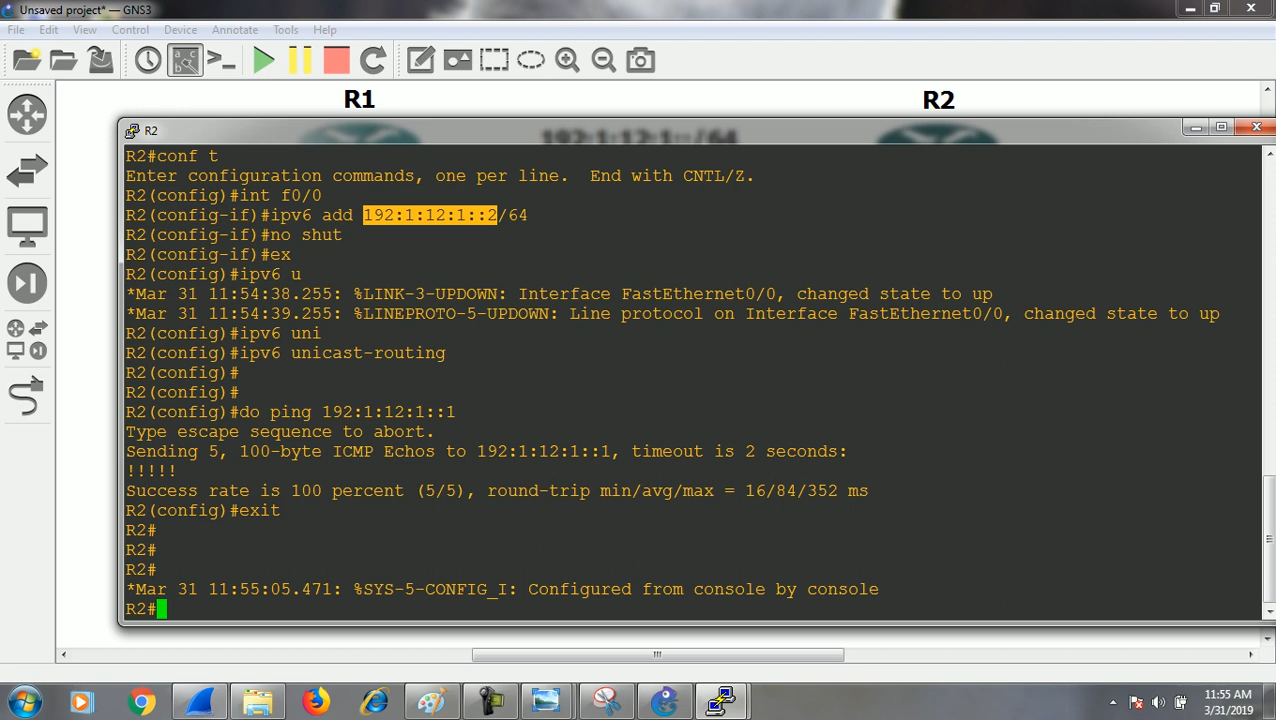 Unsaved project* — GNS3
File Edit View Control Device Annotate Tools Help
R1 R2
192:1:12:1::/64
R2
R2#conf t
Enter configuration commands, one per line.  End with CNTL/Z.
R2(config)#int f0/0
R2(config-if)#ipv6 add 192:1:12:1::2/64
R2(config-if)#no shut
R2(config-if)#ex
R2(config)#ipv6 u
*Mar 31 11:54:38.255: %LINK-3-UPDOWN: Interface FastEthernet0/0, changed state to up
*Mar 31 11:54:39.255: %LINEPROTO-5-UPDOWN: Line protocol on Interface FastEthernet0/0, changed state to up
R2(config)#ipv6 uni
R2(config)#ipv6 unicast-routing
R2(config)#
R2(config)#
R2(config)#do ping 192:1:12:1::1
Type escape sequence to abort.
Sending 5, 100-byte ICMP Echos to 192:1:12:1::1, timeout is 2 seconds:
!!!!!
Success rate is 100 percent (5/5), round-trip min/avg/max = 16/84/352 ms
R2(config)#exit
R2#
R2#
R2#
*Mar 31 11:55:05.471: %SYS-5-CONFIG_I: Configured from console by console
R2#
11:55 AM
3/31/2019